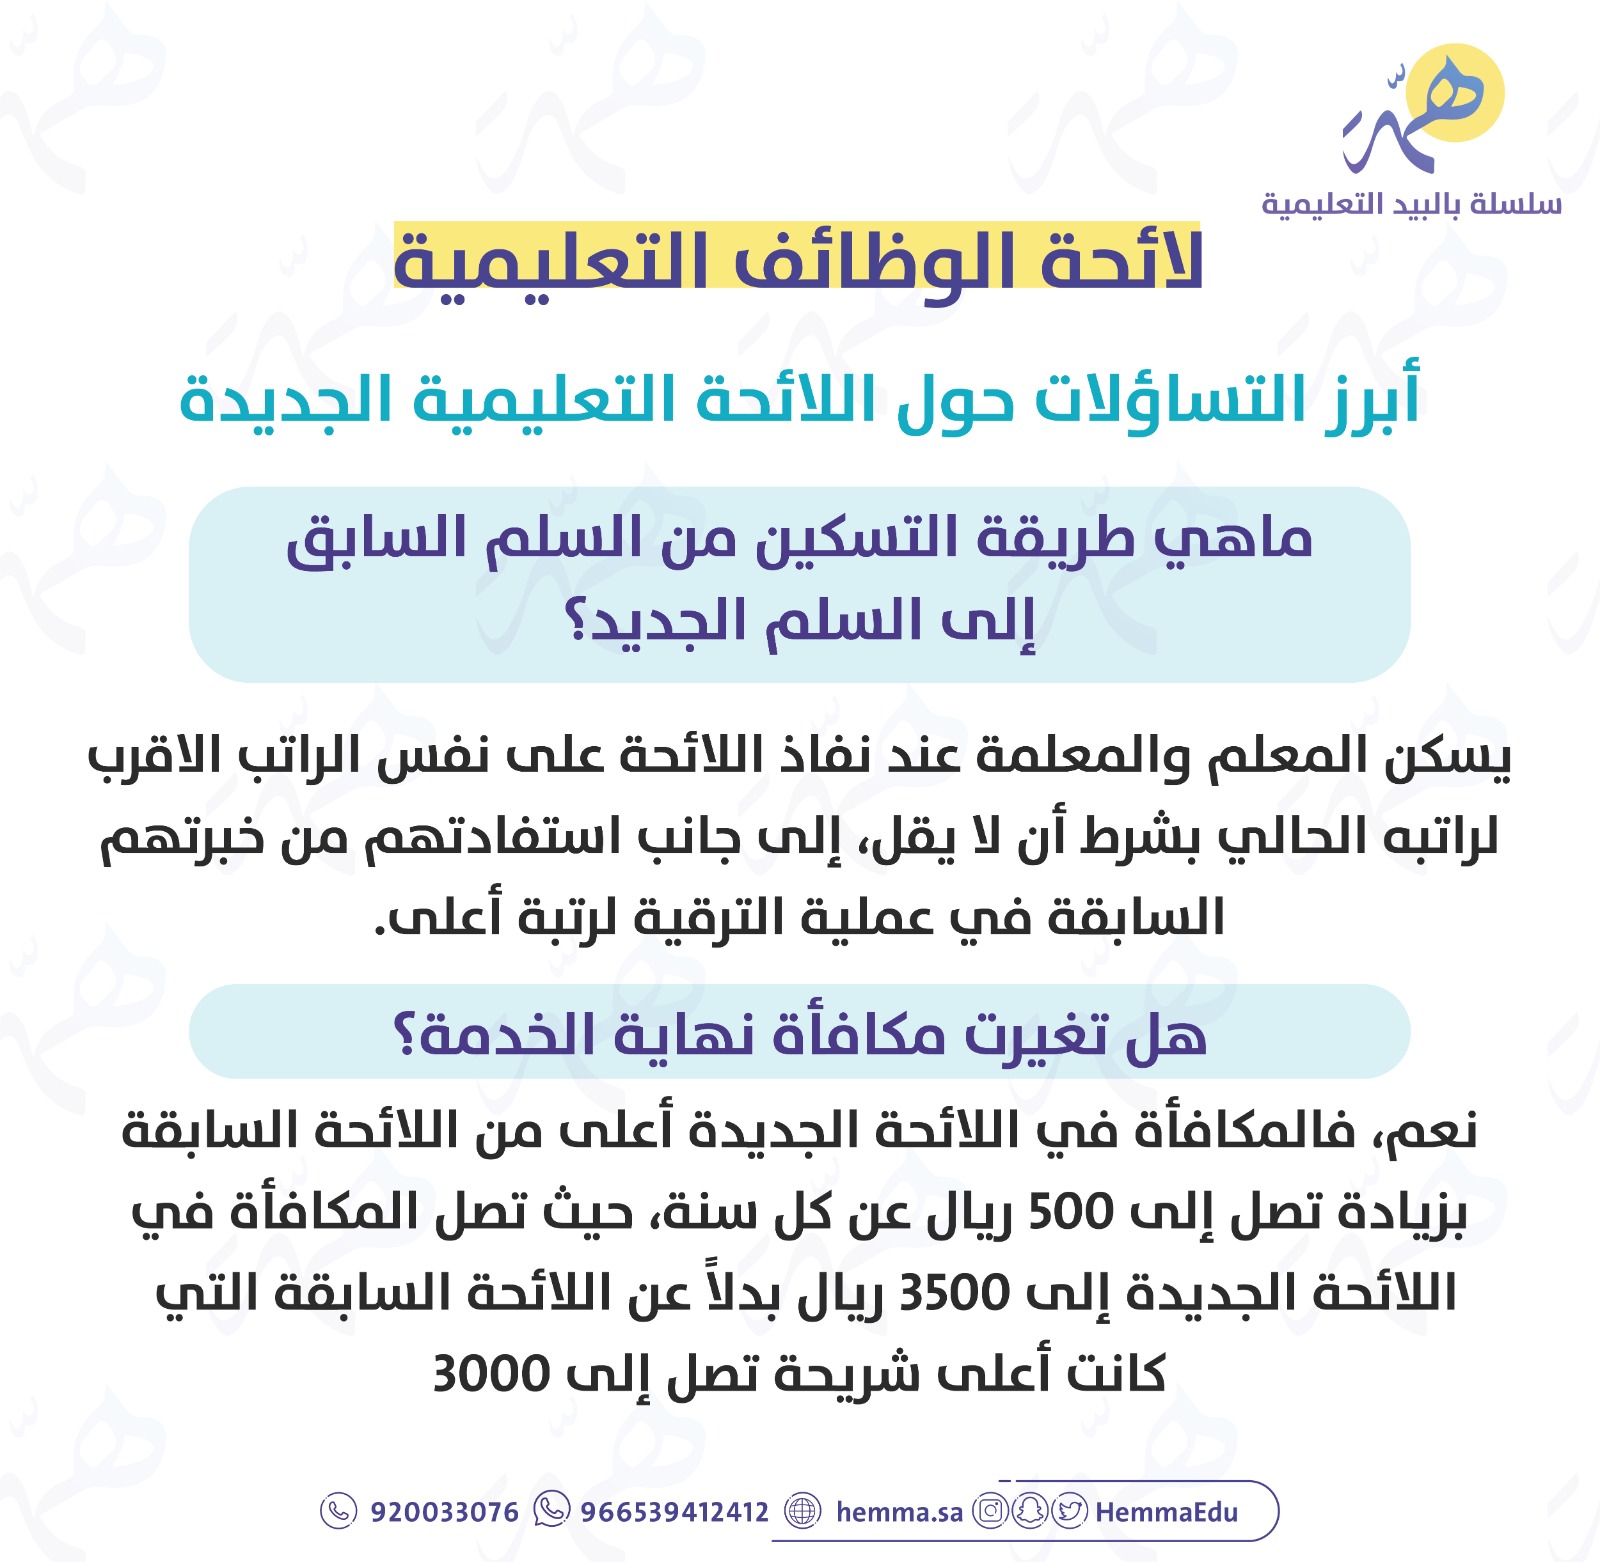 همّة
سلسلة بالبيد التعليمية
لائحة الوظائف التعليمية
أبرز التساؤلات حول اللائحة التعليمية الجديدة
ماهي طريقة التسكين من السلم السابق
إلى السلم الجديد؟
يسكن المعلم والمعلمة عند نفاذ اللائحة على نفس الراتب الاقرب
لراتبه الحالي بشرط أن لا يقل، إلى جانب استفادتهم من خبرتهم
السابقة في عملية الترقية لرتبة أعلى.
هل تغيرت مكافأة نهاية الخدمة؟
نعم، فالمكافأة في اللائحة الجديدة أعلى من اللائحة السابقة
بزيادة تصل إلى 500 ريال عن كل سنة، حيث تصل المكافأة في
اللائحة الجديدة إلى 3500 ريال بدلاً عن اللائحة السابقة التي
كانت أعلى شريحة تصل إلى 3000
920033076 966539412412 hemma.sa HemmaEdu